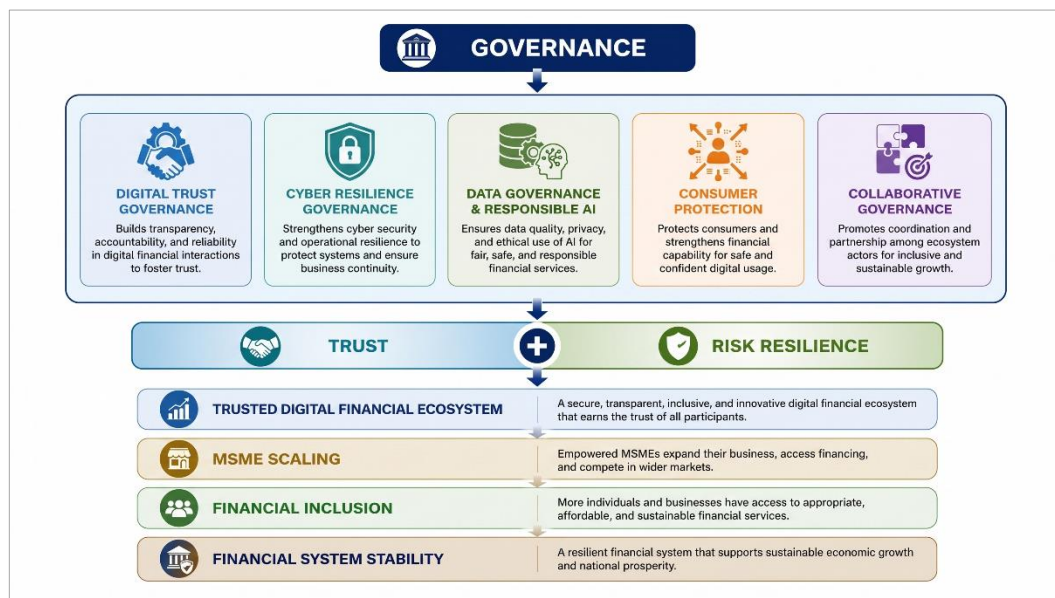 GOVERNANCE
DIGITAL TRUST
GOVERNANCE
Builds transparency,
accountability, and reliability
in digital financial interactions
to foster trust.
CYBER RESILIENCE
GOVERNANCE
Strengthens cyber security
and operational resilience to
protect systems and ensure
business continuity.
DATA GOVERNANCE
& RESPONSIBLE AI
Ensures data quality, privacy,
and ethical use of AI for
fair, safe, and responsible
financial services.
CONSUMER
PROTECTION
Protects consumers and
strengthens financial
capability for safe and
confident digital usage.
COLLABORATIVE
GOVERNANCE
Promotes coordination and
partnership among ecosystem
actors for inclusive and
sustainable growth.
TRUST
+
RISK RESILIENCE
TRUSTED DIGITAL FINANCIAL ECOSYSTEM
A secure, transparent, inclusive, and innovative digital financial ecosystem
that earns the trust of all participants.
MSME SCALING
Empowered MSMEs expand their business, access financing,
and compete in wider markets.
FINANCIAL INCLUSION
More individuals and businesses have access to appropriate,
affordable, and sustainable financial services.
FINANCIAL SYSTEM STABILITY
A resilient financial system that supports sustainable economic growth
and national prosperity.